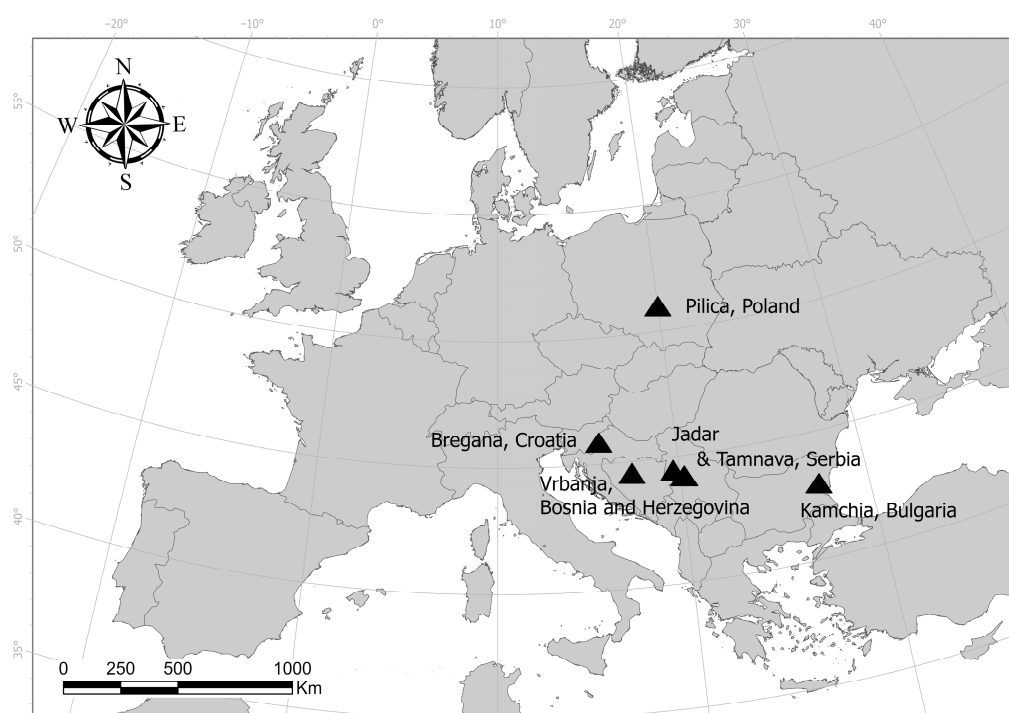 −20° −10° 0° 10° 20° 30° 40°
55°
50°
45°
40°
35°
N
W E
S
Pilica, Poland
Bregana, Croatia
Jadar
& Tamnava, Serbia
Vrbanja,
Bosnia and Herzegovina
Kamchia, Bulgaria
0 250 500 1000
Km